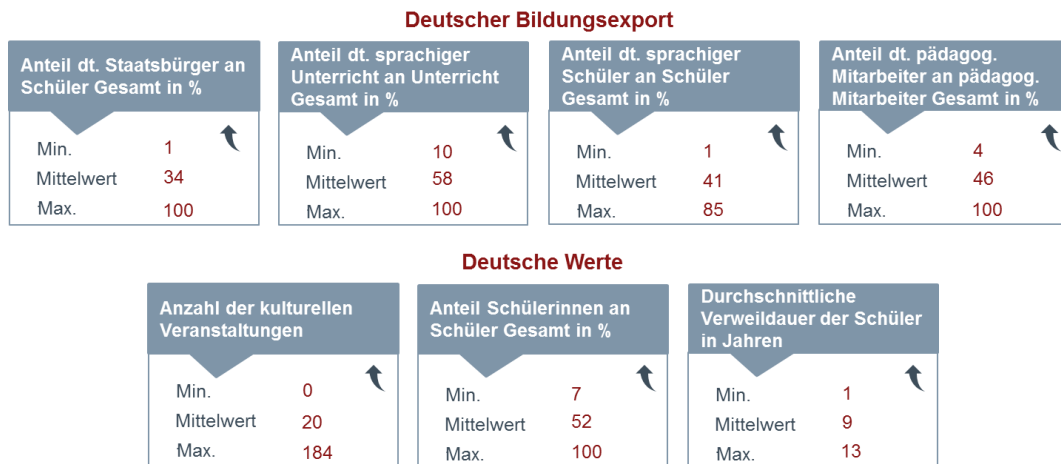 Deutscher Bildungsexport
Anteil dt. Staatsbürger an
Schüler Gesamt in %
Min. 1
Mittelwert 34
Max. 100
Anteil dt. sprachiger
Unterricht an Unterricht
Gesamt in %
Min. 10
Mittelwert 58
Max. 100
Anteil dt. sprachiger
Schüler an Schüler
Gesamt in %
Min. 1
Mittelwert 41
Max. 85
Anteil dt. pädagog.
Mitarbeiter an pädagog.
Mitarbeiter Gesamt in %
Min. 4
Mittelwert 46
Max. 100
Deutsche Werte
Anzahl der kulturellen
Veranstaltungen
Min. 0
Mittelwert 20
Max. 184
Anteil Schülerinnen an
Schüler Gesamt in %
Min. 7
Mittelwert 52
Max. 100
Durchschnittliche
Verweildauer der Schüler
in Jahren
Min. 1
Mittelwert 9
Max. 13